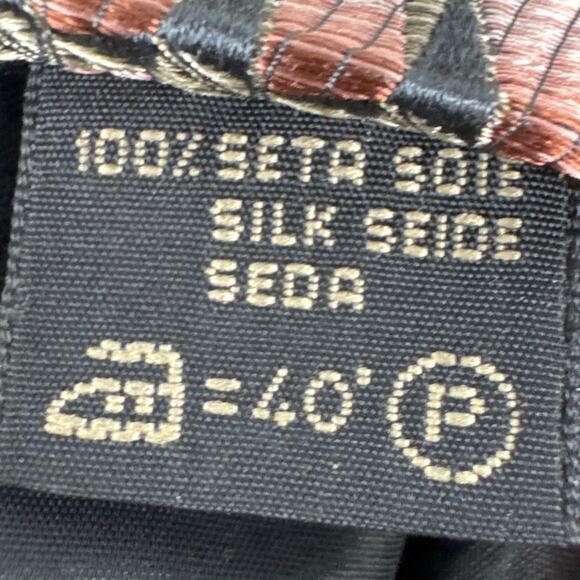 100% SETA SOIE
SILK SEIDE
SEDA
=40° P